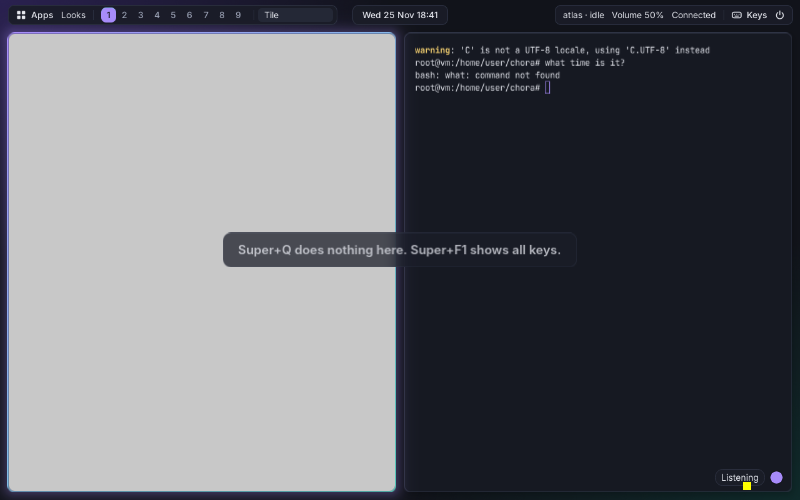 Apps Looks 1 2 3 4 5 6 7 8 9 Tile Wed 25 Nov 18:41 atlas · idle Volume 50% Connected Keys
warning: 'C' is not a UTF-8 locale, using 'C.UTF-8' instead
root@vm:/home/user/chora# what time is it?
bash: what: command not found
root@vm:/home/user/chora#
Super+Q does nothing here. Super+F1 shows all keys.
Listening